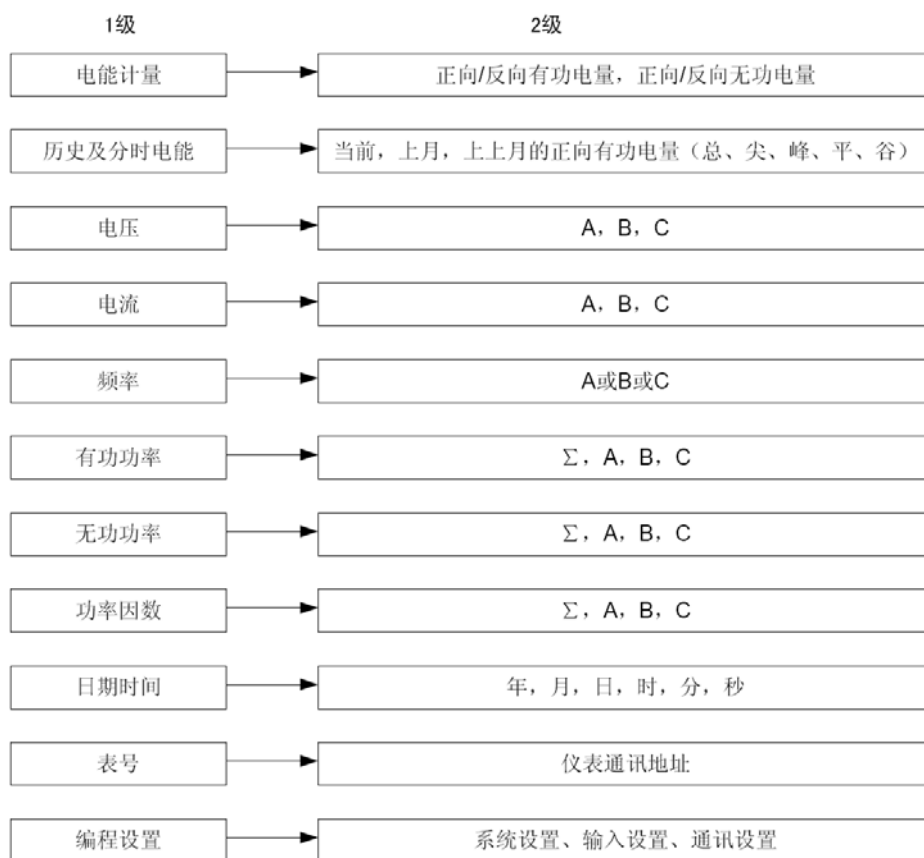 1级 2级
电能计量 正向/反向有功电量，正向/反向无功电量
历史及分时电能 当前，上月，上上月的正向有功电量（总、尖、峰、平、谷）
电压 A，B，C
电流 A，B，C
频率 A或B或C
有功功率 Σ，A，B，C
无功功率 Σ，A，B，C
功率因数 Σ，A，B，C
日期时间 年，月，日，时，分，秒
表号 仪表通讯地址
编程设置 系统设置、输入设置、通讯设置